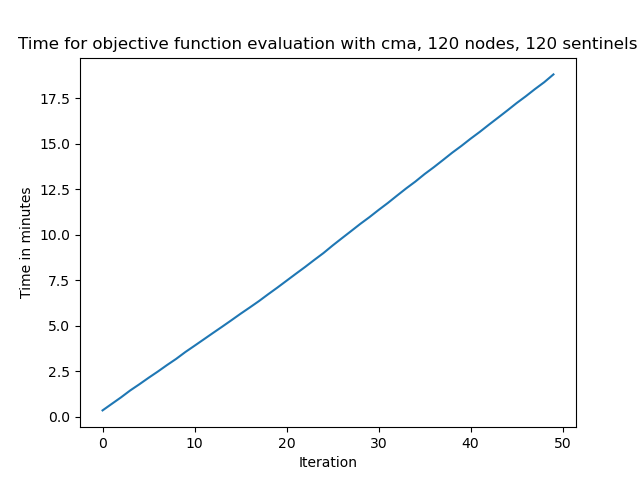 Time for objective function evaluation with cma, 120 nodes, 120 sentinels
17.5
15.0
12.5
10.0
7.5
5.0
2.5
0.0
Time in minutes
0 10 20 30 40 50
Iteration